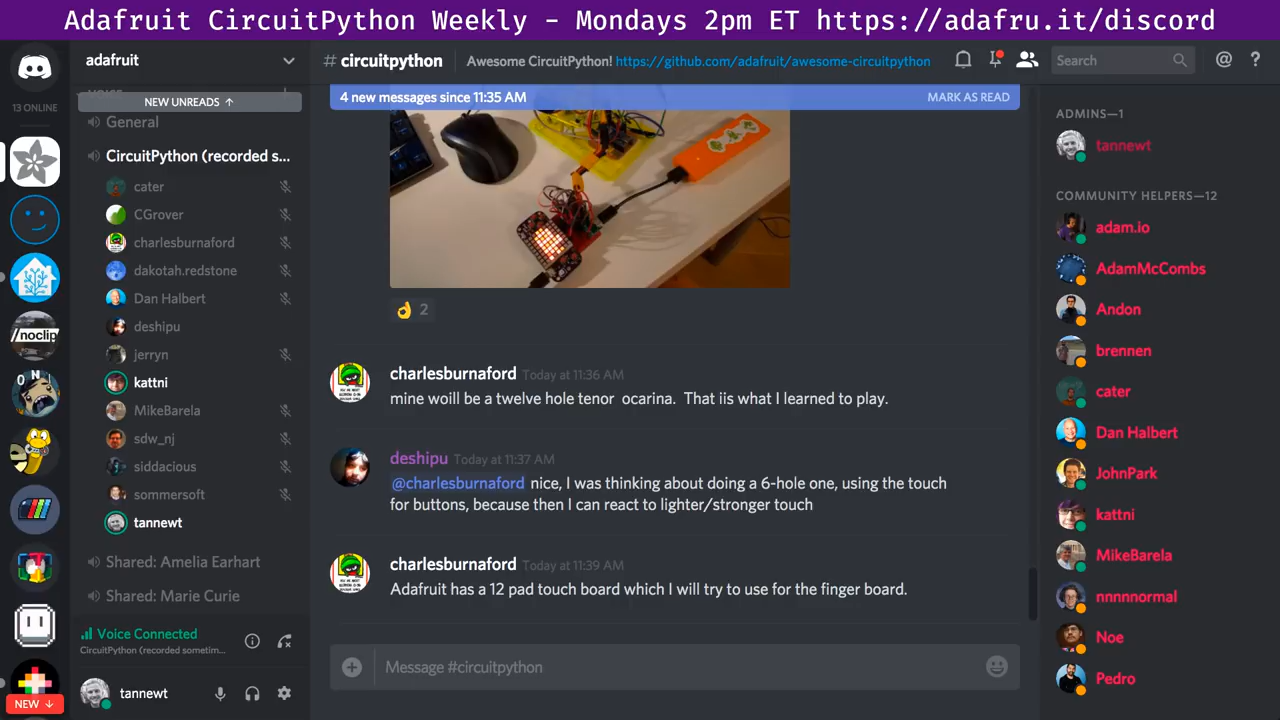 Adafruit CircuitPython Weekly - Mondays 2pm ET https://adafru.it/discord
13 ONLINE
/noclip
NEW ↓
adafruit
NEW UNREADS ↑
General
CircuitPython (recorded s...
cater
CGrover
charlesburnaford
dakotah.redstone
Dan Halbert
deshipu
jerryn
kattni
MikeBarela
sdw_nj
siddacious
sommersoft
tannewt
Shared: Amelia Earhart
Shared: Marie Curie
Voice Connected
CircuitPython (recorded sometim...
tannewt
# circuitpython
Awesome CircuitPython! https://github.com/adafruit/awesome-circuitpython
Search
4 new messages since 11:35 AM
MARK AS READ
2
charlesburnaford Today at 11:36 AM
mine woill be a twelve hole tenor ocarina. That iis what I learned to play.
deshipu Today at 11:37 AM
@charlesburnaford nice, I was thinking about doing a 6-hole one, using the touch
for buttons, because then I can react to lighter/stronger touch
charlesburnaford Today at 11:39 AM
Adafruit has a 12 pad touch board which I will try to use for the finger board.
Message #circuitpython
ADMINS—1
tannewt
COMMUNITY HELPERS—12
adam.io
AdamMcCombs
Andon
brennen
cater
Dan Halbert
JohnPark
kattni
MikeBarela
nnnnnormal
Noe
Pedro